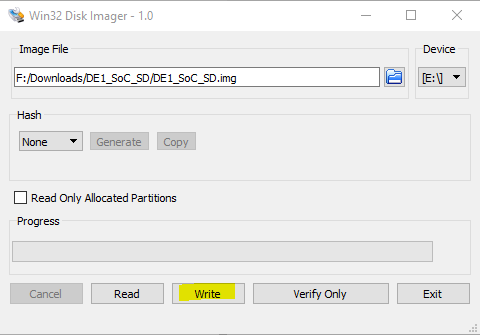 Win32 Disk Imager - 1.0
Image File
Device
F:/Downloads/DE1_SoC_SD/DE1_SoC_SD.img
[E:\]
Hash
None
Generate
Copy
Read Only Allocated Partitions
Progress
Cancel
Read
Write
Verify Only
Exit